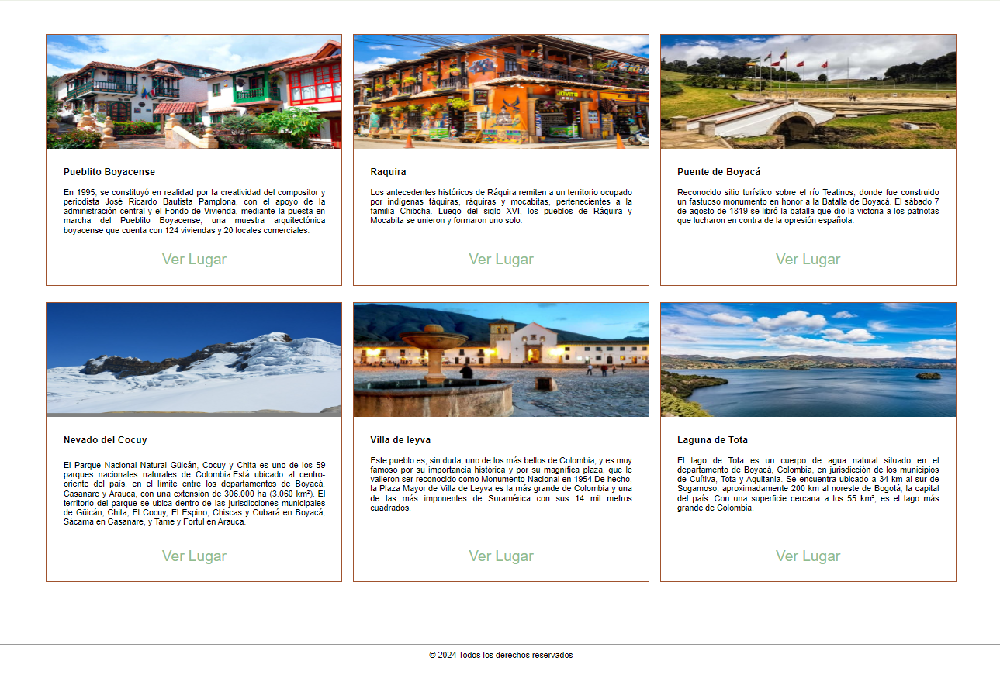 JOVITO
Pueblito Boyacense
En 1995, se constituyó en realidad por la creatividad del compositor y
periodista José Ricardo Bautista Pamplona, con el apoyo de la
administración central y el Fondo de Vivienda, mediante la puesta en
marcha del Pueblito Boyacense, una muestra arquitectónica
boyacense que cuenta con 124 viviendas y 20 locales comerciales.
Ver Lugar
Raquira
Los antecedentes históricos de Ráquira remiten a un territorio ocupado
por indígenas táquiras, ráquiras y mocabitas, pertenecientes a la
familia Chibcha. Luego del siglo XVI, los pueblos de Ráquira y
Mocabita se unieron y formaron uno solo.
Ver Lugar
Puente de Boyacá
Reconocido sitio turístico sobre el río Teatinos, donde fue construido
un fastuoso monumento en honor a la Batalla de Boyacá. El sábado 7
de agosto de 1819 se libró la batalla que dio la victoria a los patriotas
que lucharon en contra de la opresión española.
Ver Lugar
Nevado del Cocuy
El Parque Nacional Natural Güicán, Cocuy y Chita es uno de los 59
parques nacionales naturales de Colombia.Está ubicado al centro-
oriente del país, en el límite entre los departamentos de Boyacá,
Casanare y Arauca, con una extensión de 306.000 ha (3.060 km²). El
territorio del parque se ubica dentro de las jurisdicciones municipales
de Güicán, Chita, El Cocuy, El Espino, Chiscas y Cubará en Boyacá,
Sácama en Casanare, y Tame y Fortul en Arauca.
Ver Lugar
Villa de leyva
Este pueblo es, sin duda, uno de los más bellos de Colombia, y es muy
famoso por su importancia histórica y por su magnífica plaza, que le
valieron ser reconocido como Monumento Nacional en 1954.De hecho,
la Plaza Mayor de Villa de Leyva es la más grande de Colombia y una
de las más imponentes de Suramérica con sus 14 mil metros
cuadrados.
Ver Lugar
Laguna de Tota
El lago de Tota es un cuerpo de agua natural situado en el
departamento de Boyacá, Colombia, en jurisdicción de los municipios
de Cuítiva, Tota y Aquitania. Se encuentra ubicado a 34 km al sur de
Sogamoso, aproximadamente 200 km al noreste de Bogotá, la capital
del país. Con una superficie cercana a los 55 km², es el lago más
grande de Colombia.
Ver Lugar
© 2024 Todos los derechos reservados